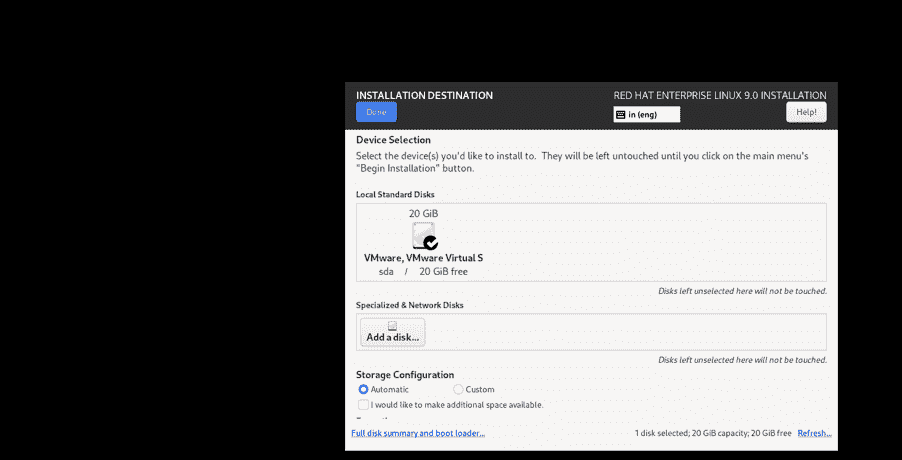 INSTALLATION DESTINATION
RED HAT ENTERPRISE LINUX 9.0 INSTALLATION
Done
in (eng)
Help!
Device Selection
Select the device(s) you'd like to install to. They will be left untouched until you click on the main menu's
"Begin Installation" button.
Local Standard Disks
20 GiB
VMware, VMware Virtual S
sda / 20 GiB free
Disks left unselected here will not be touched.
Specialized & Network Disks
Add a disk...
Disks left unselected here will not be touched.
Storage Configuration
Automatic Custom
I would like to make additional space available.
Full disk summary and boot loader... 1 disk selected; 20 GiB capacity; 20 GiB free Refresh...